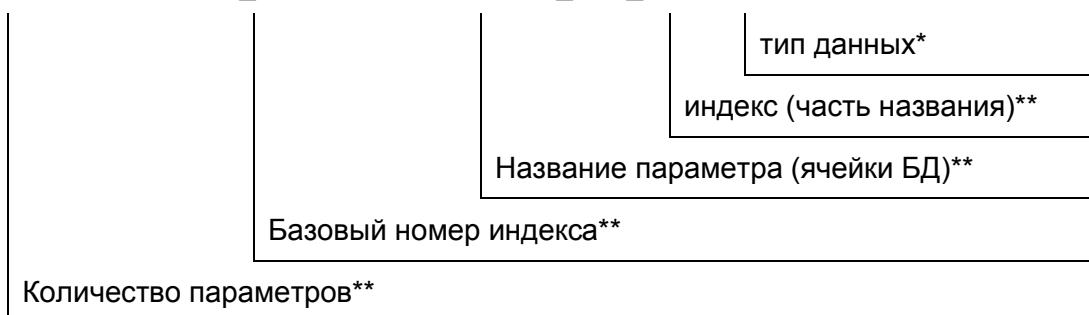 тип данных*
индекс (часть названия)**
Название параметра (ячейки БД)**
Базовый номер индекса**
Количество параметров**